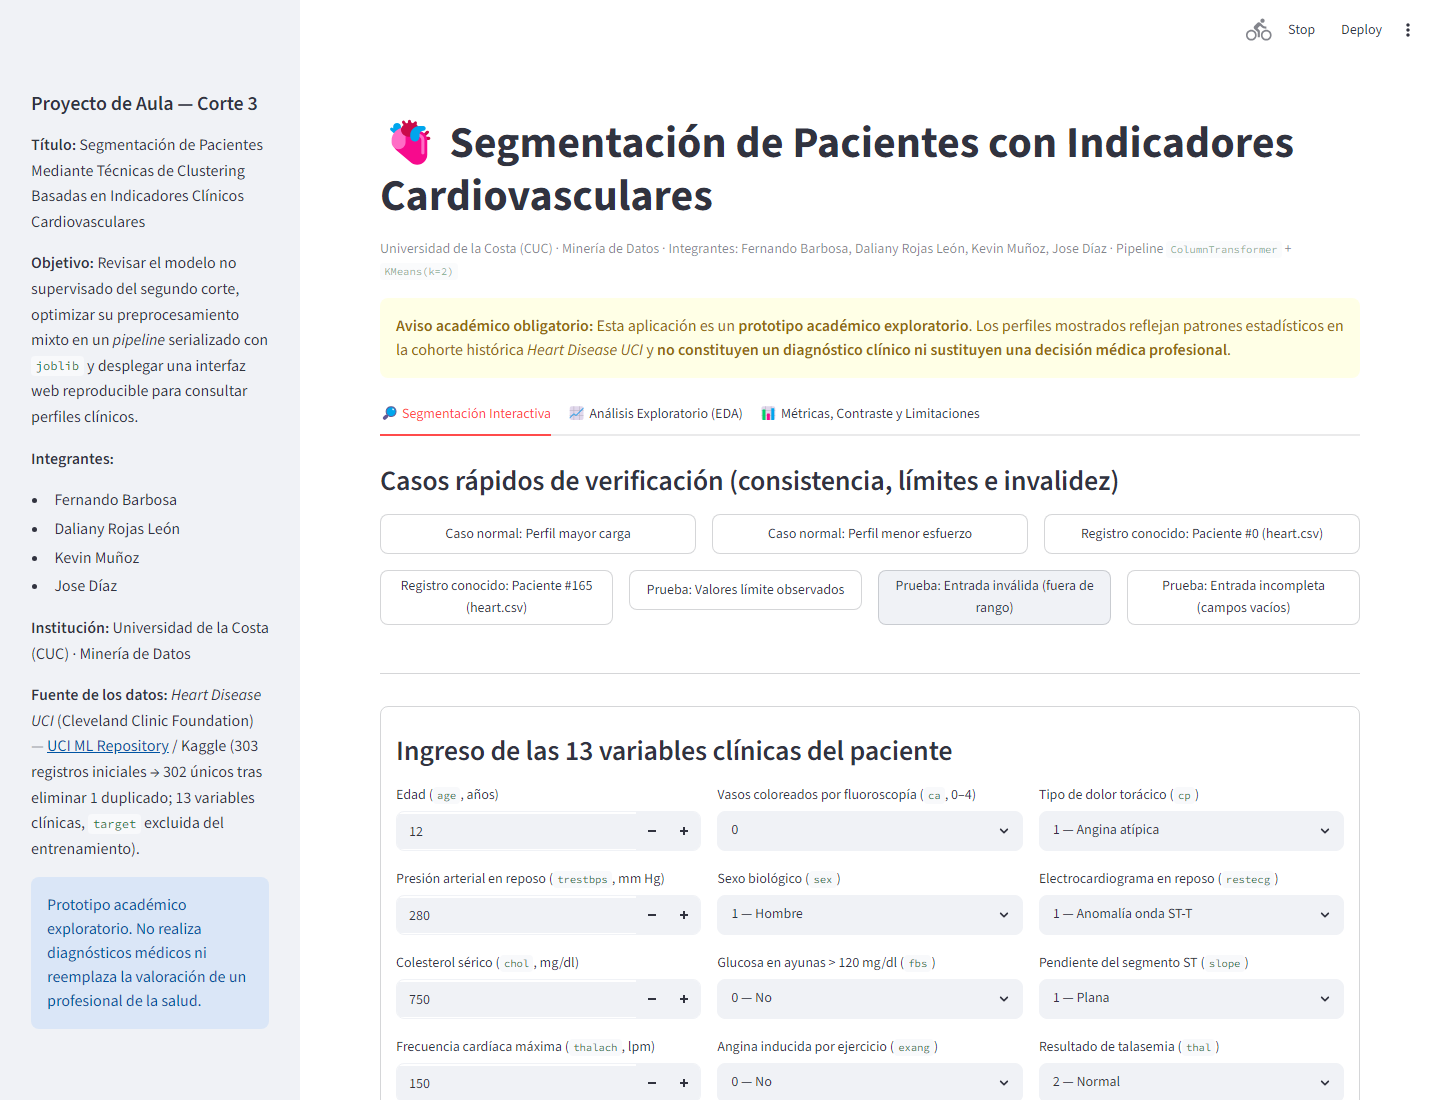 Stop
Deploy
Proyecto de Aula — Corte 3
Título: Segmentación de Pacientes
Mediante Técnicas de Clustering
Basadas en Indicadores Clínicos
Cardiovasculares
Objetivo: Revisar el modelo no
supervisado del segundo corte,
optimizar su preprocesamiento
mixto en un pipeline serializado con
joblib y desplegar una interfaz
web reproducible para consultar
perfiles clínicos.
Integrantes:
• Fernando Barbosa
• Daliany Rojas León
• Kevin Muñoz
• Jose Díaz
Institución: Universidad de la Costa
(CUC) · Minería de Datos
Fuente de los datos: Heart Disease
UCI (Cleveland Clinic Foundation)
— UCI ML Repository / Kaggle (303
registros iniciales → 302 únicos tras
eliminar 1 duplicado; 13 variables
clínicas, target excluida del
entrenamiento).
Prototipo académico
exploratorio. No realiza
diagnósticos médicos ni
reemplaza la valoración de un
profesional de la salud.
Segmentación de Pacientes con Indicadores
Cardiovasculares
Universidad de la Costa (CUC) · Minería de Datos · Integrantes: Fernando Barbosa, Daliany Rojas León, Kevin Muñoz, Jose Díaz · Pipeline ColumnTransformer +
KMeans(k=2)
Aviso académico obligatorio: Esta aplicación es un prototipo académico exploratorio. Los perfiles mostrados reflejan patrones estadísticos en
la cohorte histórica Heart Disease UCI y no constituyen un diagnóstico clínico ni sustituyen una decisión médica profesional.
Segmentación Interactiva
Análisis Exploratorio (EDA)
Métricas, Contraste y Limitaciones
Casos rápidos de verificación (consistencia, límites e invalidez)
Caso normal: Perfil mayor carga
Caso normal: Perfil menor esfuerzo
Registro conocido: Paciente #0 (heart.csv)
Registro conocido: Paciente #165
(heart.csv)
Prueba: Valores límite observados
Prueba: Entrada inválida (fuera de
rango)
Prueba: Entrada incompleta
(campos vacíos)
Ingreso de las 13 variables clínicas del paciente
Edad ( age , años)
12
Vasos coloreados por fluoroscopía ( ca , 0–4)
0
Tipo de dolor torácico ( cp )
1 — Angina atípica
Presión arterial en reposo ( trestbps , mm Hg)
280
Sexo biológico ( sex )
1 — Hombre
Electrocardiograma en reposo ( restecg )
1 — Anomalía onda ST-T
Colesterol sérico ( chol , mg/dl)
750
Glucosa en ayunas > 120 mg/dl ( fbs )
0 — No
Pendiente del segmento ST ( slope )
1 — Plana
Frecuencia cardíaca máxima ( thalach , lpm)
150
Angina inducida por ejercicio ( exang )
0 — No
Resultado de talasemia ( thal )
2 — Normal